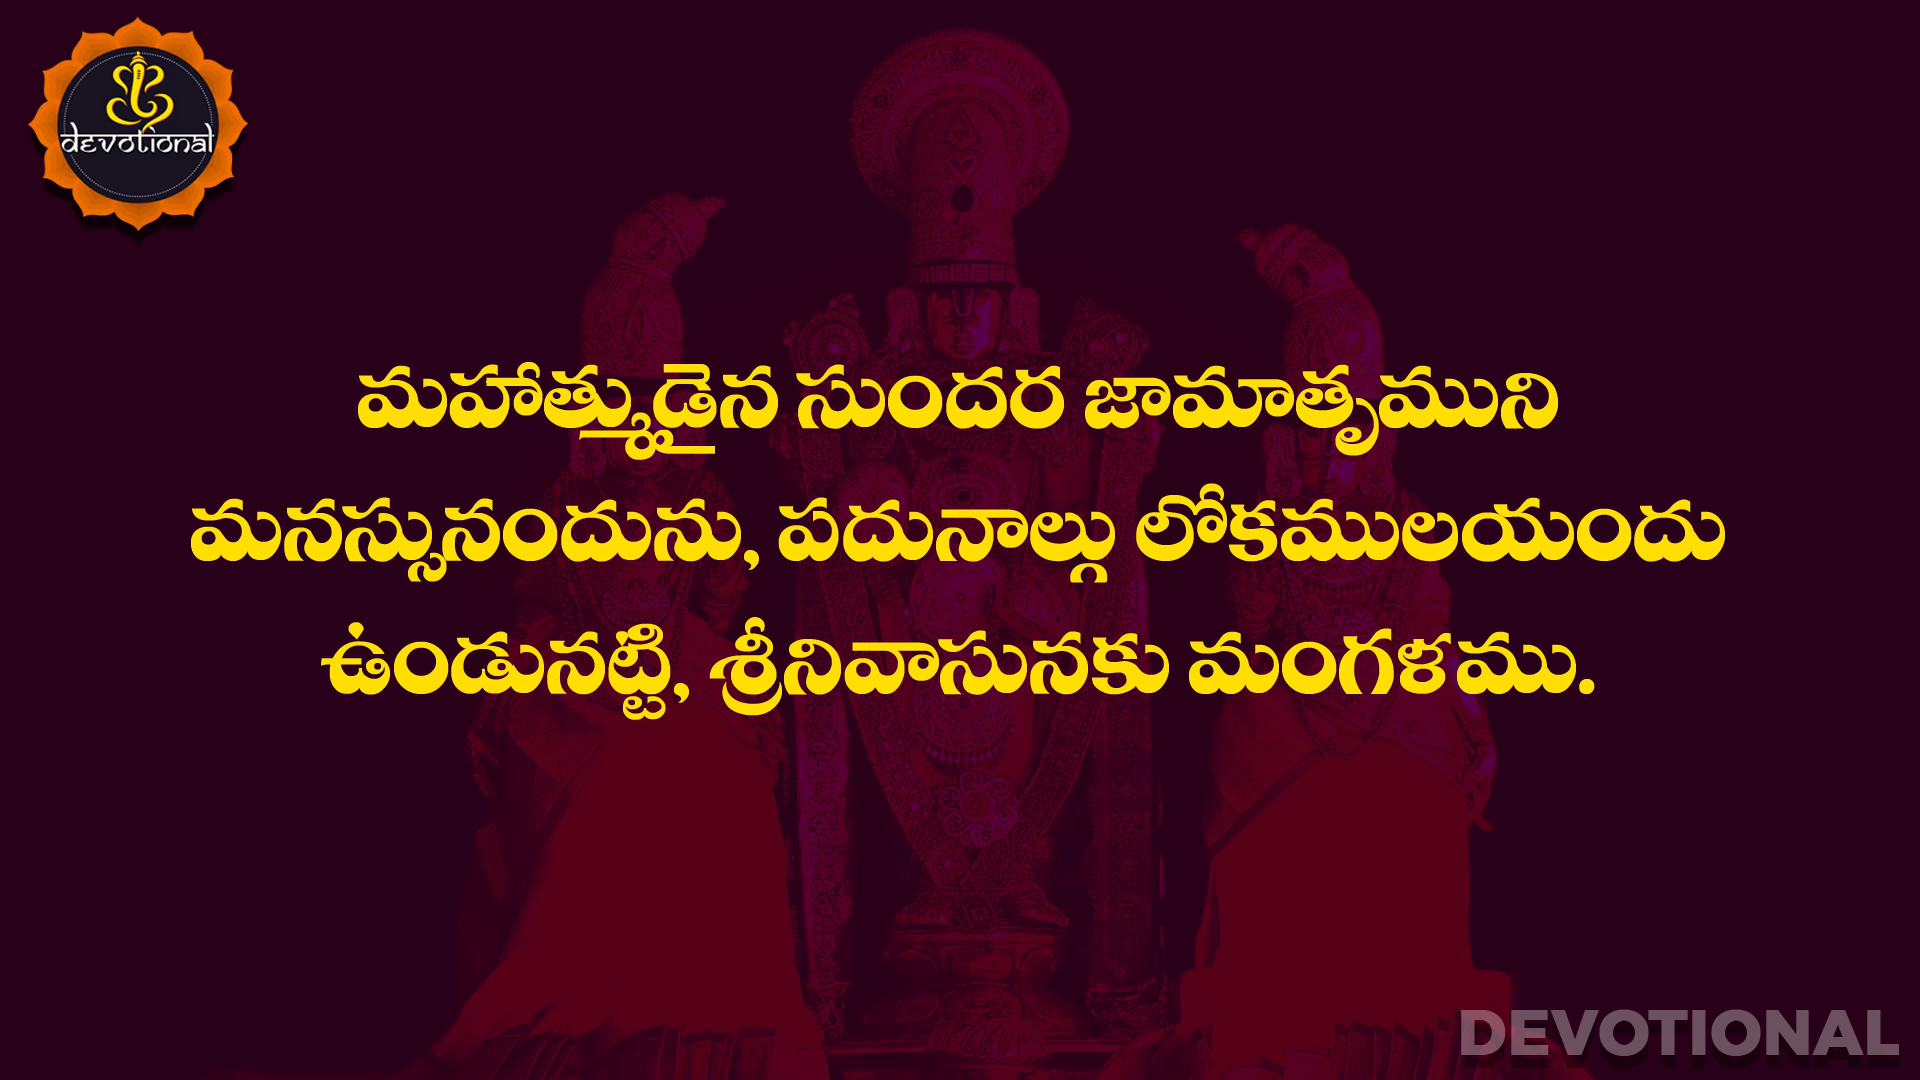 devotional
మహాత్ముడైన సుందర జామాతృముని
మనస్సునందును, పదునాల్గు లోకములయందు
ఉండునట్టి, శ్రీనివాసునకు మంగళము.
DEVOTIONAL